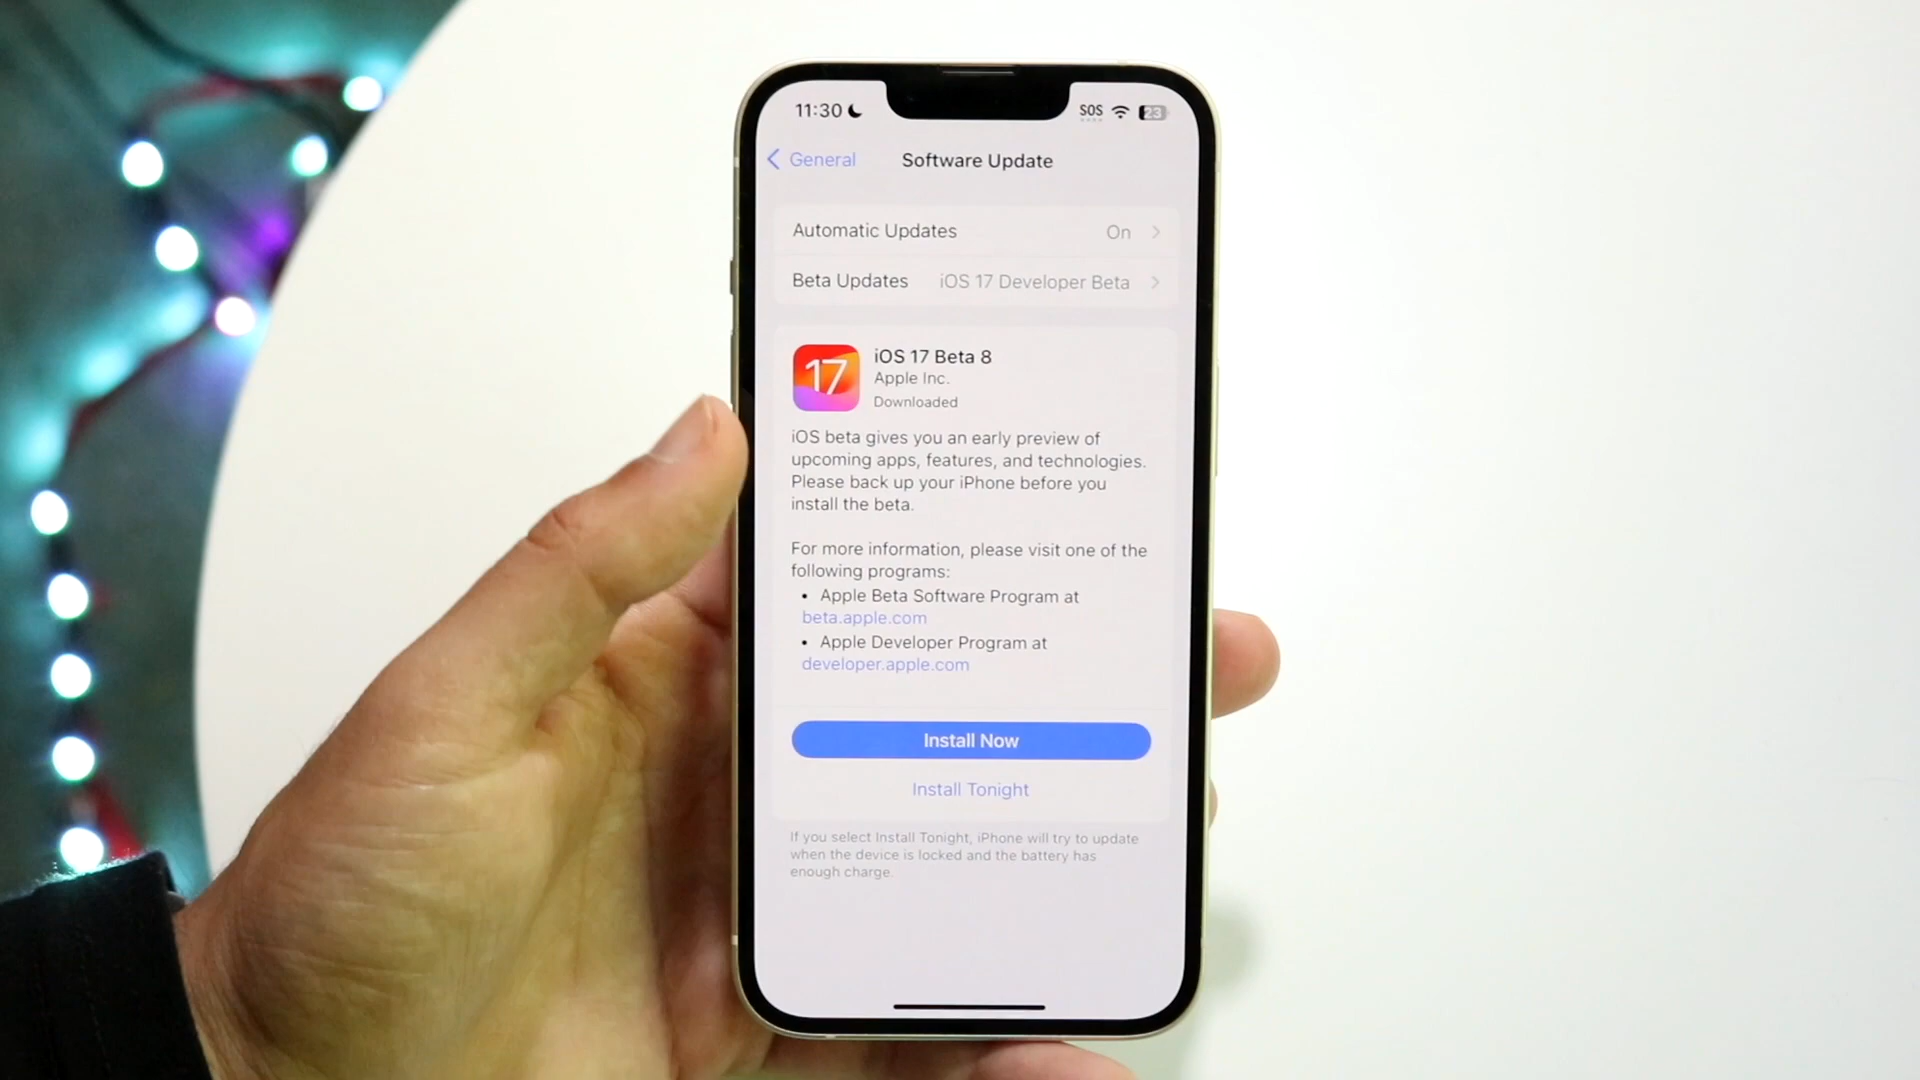 11:30 SOS 23
General Software Update
Automatic Updates On
Beta Updates iOS 17 Developer Beta
17
iOS 17 Beta 8
Apple Inc.
Downloaded
iOS beta gives you an early preview of
upcoming apps, features, and technologies.
Please back up your iPhone before you
install the beta.
For more information, please visit one of the
following programs:
• Apple Beta Software Program at
beta.apple.com
• Apple Developer Program at
developer.apple.com
Install Now
Install Tonight
If you select Install Tonight, iPhone will try to update
when the device is locked and the battery has
enough charge.